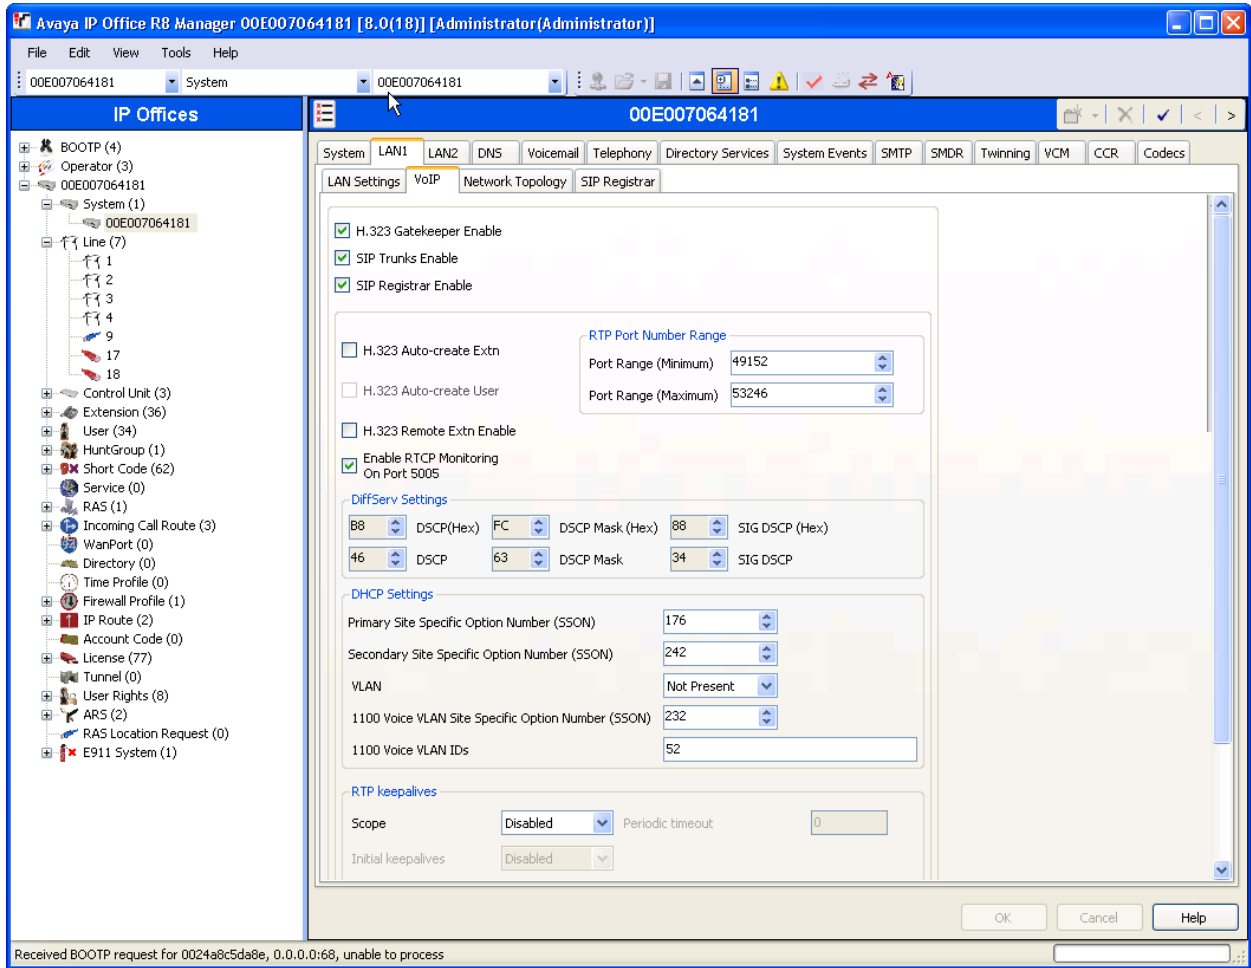 Avaya IP Office R8 Manager 00E007064181 [8.0(18)] [Administrator(Administrator)]
File Edit View Tools Help
00E007064181 System 00E007064181
IP Offices
BOOTP (4)
Operator (3)
00E007064181
System (1)
00E007064181
Line (7)
1
2
3
4
9
17
18
Control Unit (3)
Extension (36)
User (34)
HuntGroup (1)
Short Code (62)
Service (0)
RAS (1)
Incoming Call Route (3)
WanPort (0)
Directory (0)
Time Profile (0)
Firewall Profile (1)
IP Route (2)
Account Code (0)
License (77)
Tunnel (0)
User Rights (8)
ARS (2)
RAS Location Request (0)
E911 System (1)
00E007064181
System LAN1 LAN2 DNS Voicemail Telephony Directory Services System Events SMTP SMDR Twinning VCM CCR Codecs
LAN Settings VoIP Network Topology SIP Registrar
H.323 Gatekeeper Enable
SIP Trunks Enable
SIP Registrar Enable
H.323 Auto-create Extn
H.323 Auto-create User
H.323 Remote Extn Enable
Enable RTCP Monitoring
On Port 5005
RTP Port Number Range
Port Range (Minimum) 49152
Port Range (Maximum) 53246
DiffServ Settings
B8 DSCP(Hex) FC DSCP Mask (Hex) 88 SIG DSCP (Hex)
46 DSCP 63 DSCP Mask 34 SIG DSCP
DHCP Settings
Primary Site Specific Option Number (SSON) 176
Secondary Site Specific Option Number (SSON) 242
VLAN Not Present
1100 Voice VLAN Site Specific Option Number (SSON) 232
1100 Voice VLAN IDs 52
RTP keepalives
Scope Disabled Periodic timeout 0
Initial keepalives Disabled
OK Cancel Help
Received BOOTP request for 0024a8c5da8e, 0.0.0.0:68, unable to process